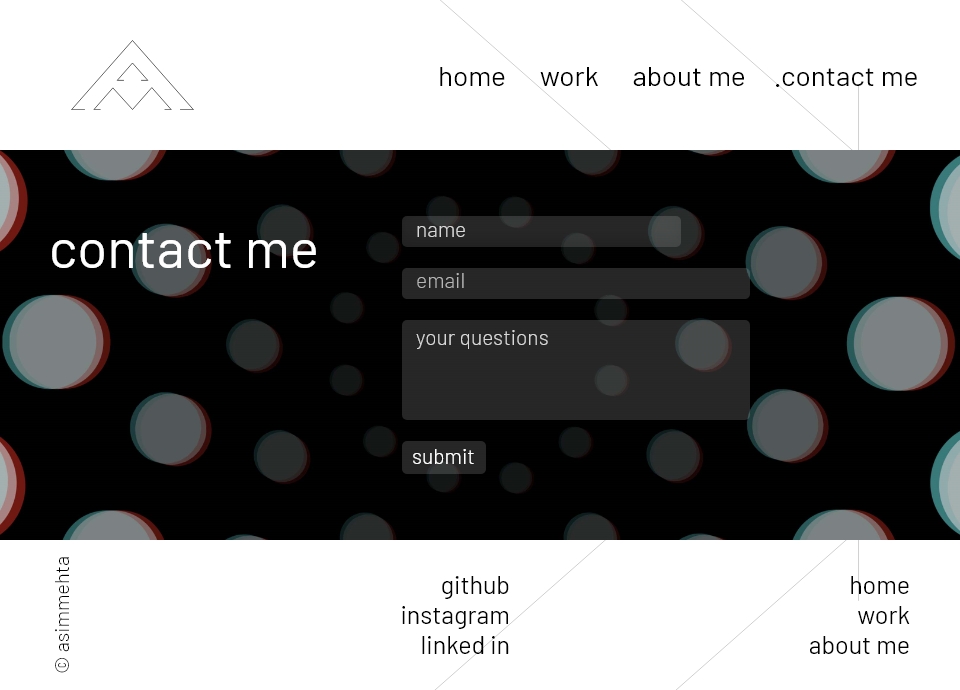 home work about me .contact me
contact me
name
email
your questions
submit
© asimmehta
github
instagram
linked in
home
work
about me